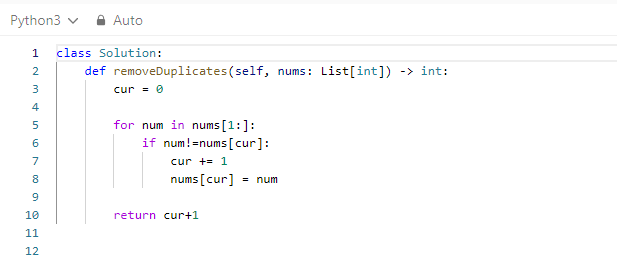 Python3 Auto
1 class Solution:
2     def removeDuplicates(self, nums: List[int]) -> int:
3         cur = 0
4
5         for num in nums[1:]:
6             if num!=nums[cur]:
7                 cur += 1
8                 nums[cur] = num
9
10         return cur+1
11
12